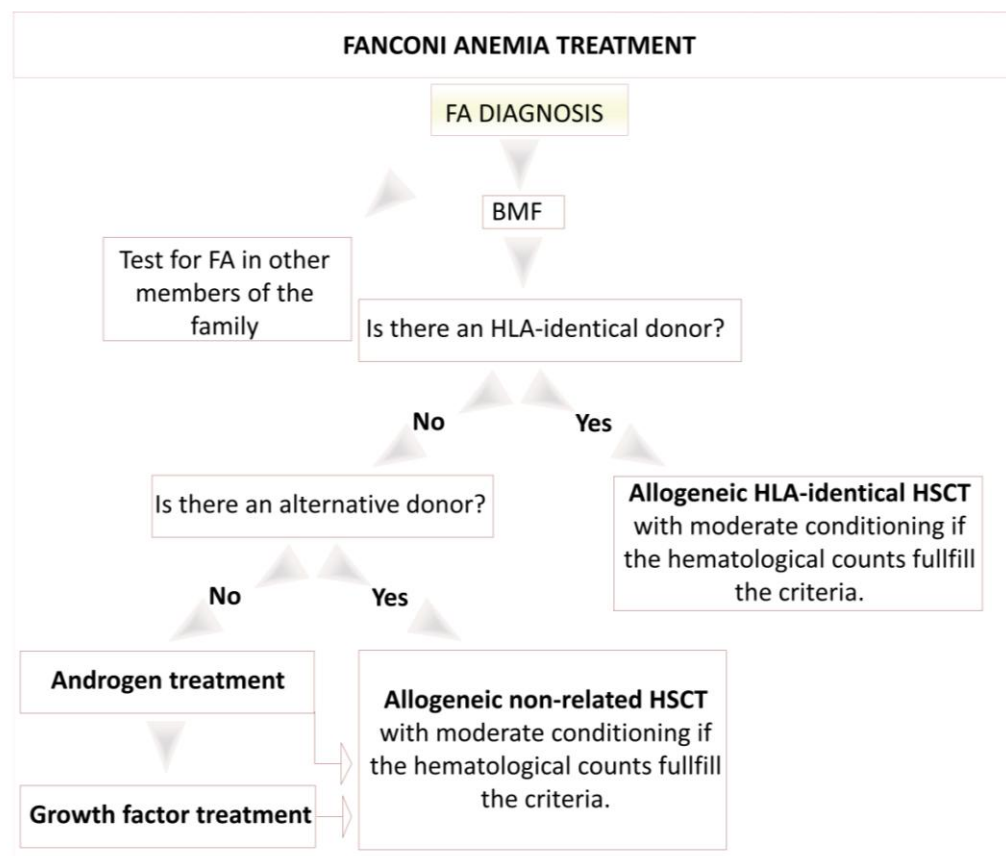 FANCONI ANEMIA TREATMENT
FA DIAGNOSIS
BMF
Test for FA in other
members of the
family
Is there an HLA-identical donor?
No
Yes
Is there an alternative donor?
Allogeneic HLA-identical HSCT
with moderate conditioning if
the hematological counts fullfill
the criteria.
No
Yes
Androgen treatment
Allogeneic non-related HSCT
with moderate conditioning if
the hematological counts fullfill
the criteria.
Growth factor treatment